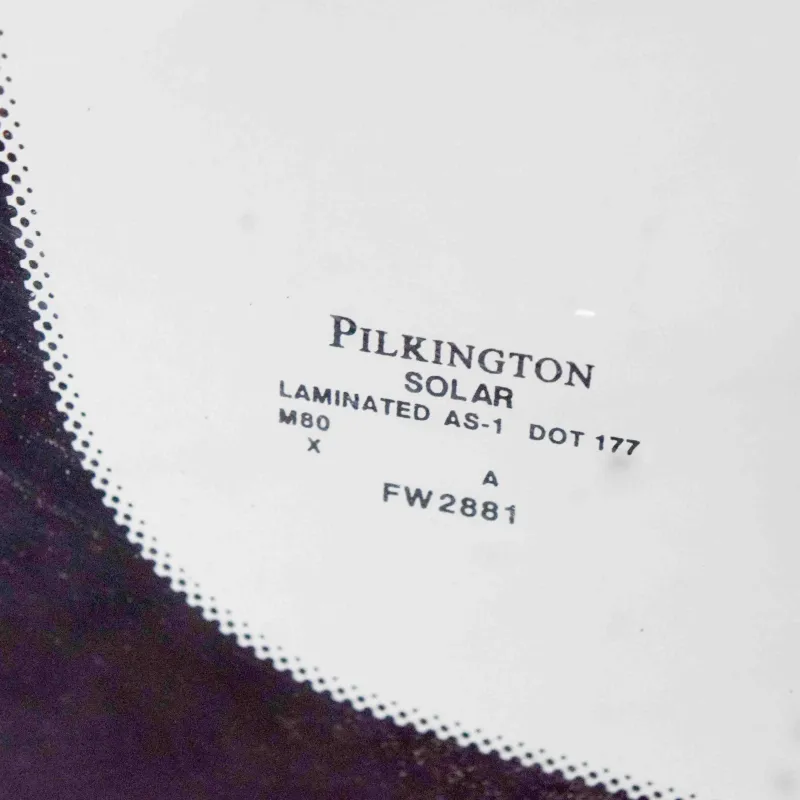 PILKINGTON
SOLAR
LAMINATED AS-1 DOT 177
M80
X
A
FW2881